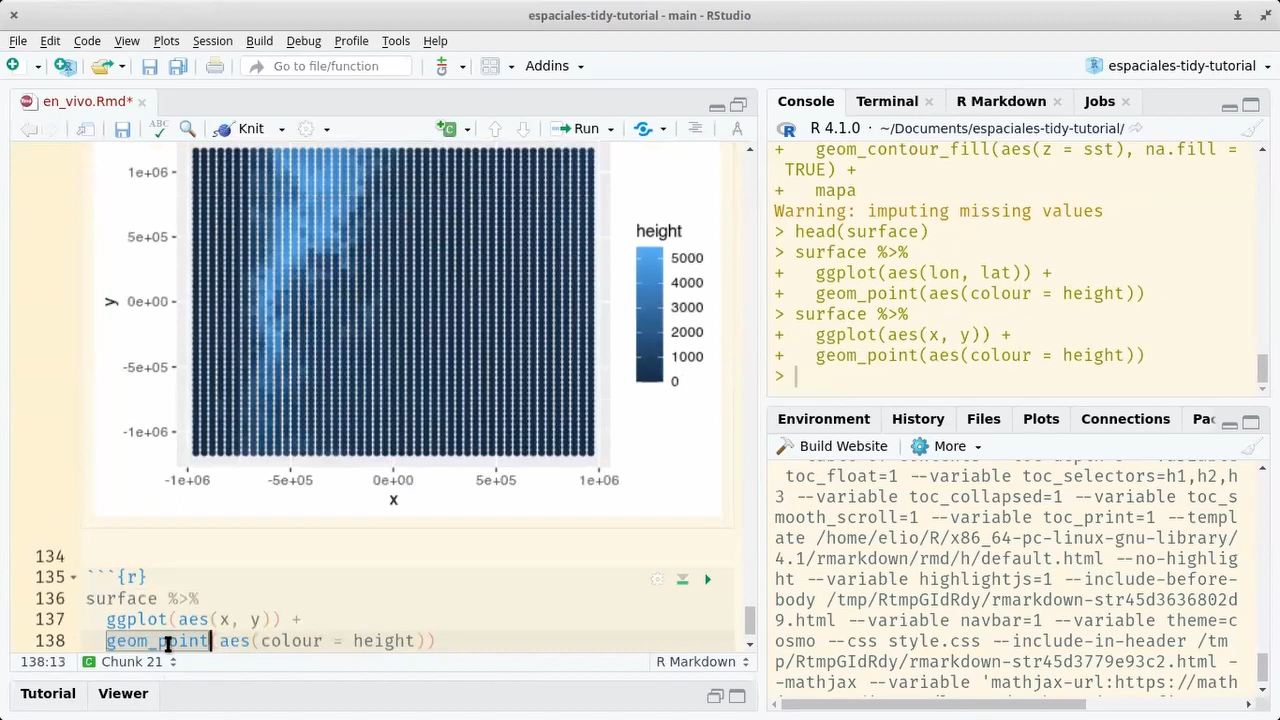 espaciales-tidy-tutorial - main - RStudio
File Edit Code View Plots Session Build Debug Profile Tools Help
Go to file/function Addins espaciales-tidy-tutorial
en_vivo.Rmd*
ABC Knit Run
1e+06
5e+05
y 0e+00
-5e+05
-1e+06
-1e+06 -5e+05 0e+00 5e+05 1e+06
x
height
5000
4000
3000
2000
1000
0
134
135 ```{r}
136 surface %>%
137 ggplot(aes(x, y)) +
138 geom_point(aes(colour = height))
138:13 Chunk 21 R Markdown
Tutorial Viewer
Console Terminal R Markdown Jobs
R 4.1.0 · ~/Documents/espaciales-tidy-tutorial/
+ geom_contour_fill(aes(z = sst), na.fill =
TRUE) +
+ mapa
Warning: imputing missing values
> head(surface)
> surface %>%
+ ggplot(aes(lon, lat)) +
+ geom_point(aes(colour = height))
> surface %>%
+ ggplot(aes(x, y)) +
+ geom_point(aes(colour = height))
>
Environment History Files Plots Connections Pac
Build Website More
toc_float=1 --variable toc_selectors=h1,h2,h
3 --variable toc_collapsed=1 --variable toc_s
mooth_scroll=1 --variable toc_print=1 --templ
ate /home/elio/R/x86_64-pc-linux-gnu-library/
4.1/rmarkdown/rmd/h/default.html --no-highlig
ht --variable highlightjs=1 --include-before-
body /tmp/RtmpGIdRdy/rmarkdown-str45d3636802d
9.html --variable navbar=1 --variable theme=c
osmo --css style.css --include-in-header /tm
p/RtmpGIdRdy/rmarkdown-str45d3779e93c2.html -
-mathjax --variable 'mathjax-url:https://math